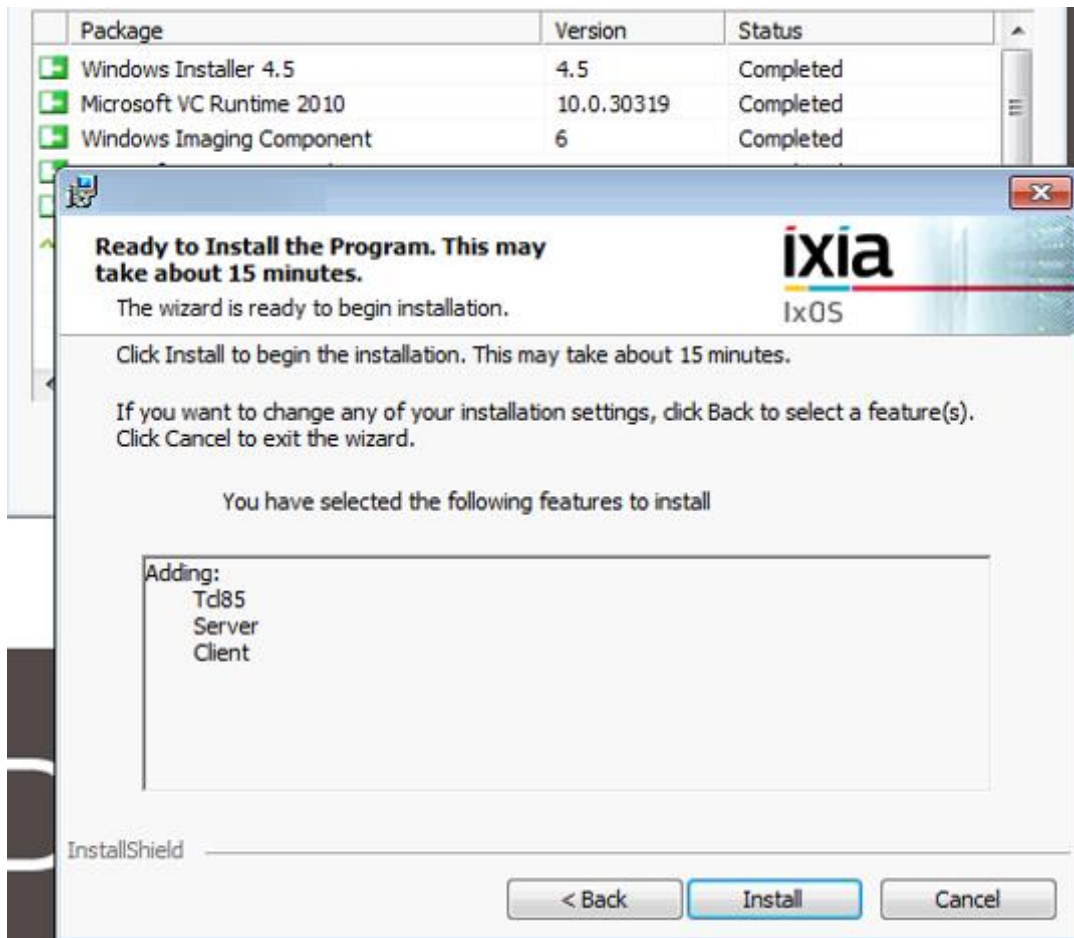 Package Version Status
Windows Installer 4.5 4.5 Completed
Microsoft VC Runtime 2010 10.0.30319 Completed
Windows Imaging Component 6 Completed
Ready to Install the Program. This may
take about 15 minutes.
The wizard is ready to begin installation.
ixia
IxOS
Click Install to begin the installation. This may take about 15 minutes.
If you want to change any of your installation settings, click Back to select a feature(s).
Click Cancel to exit the wizard.
You have selected the following features to install
Adding:
Tcl85
Server
Client
InstallShield
< Back Install Cancel